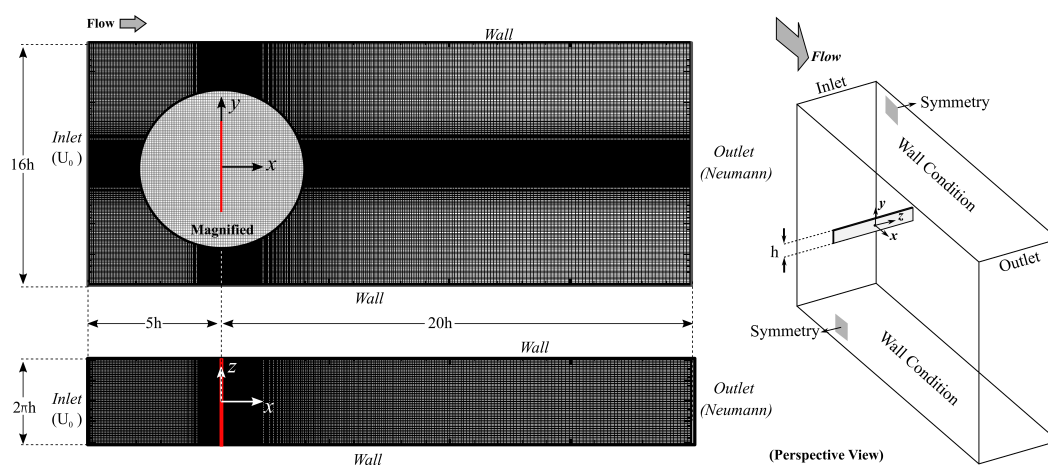 Flow
Wall
Inlet
(U₀)
16h
y
x
Magnified
Outlet
(Neumann)
Wall
5h
20h
Wall
Inlet
(U₀)
2πh
z
x
Outlet
(Neumann)
Wall
Flow
Inlet
Symmetry
Wall Condition
y
z
x
h
Outlet
Symmetry
Wall Condition
(Perspective View)